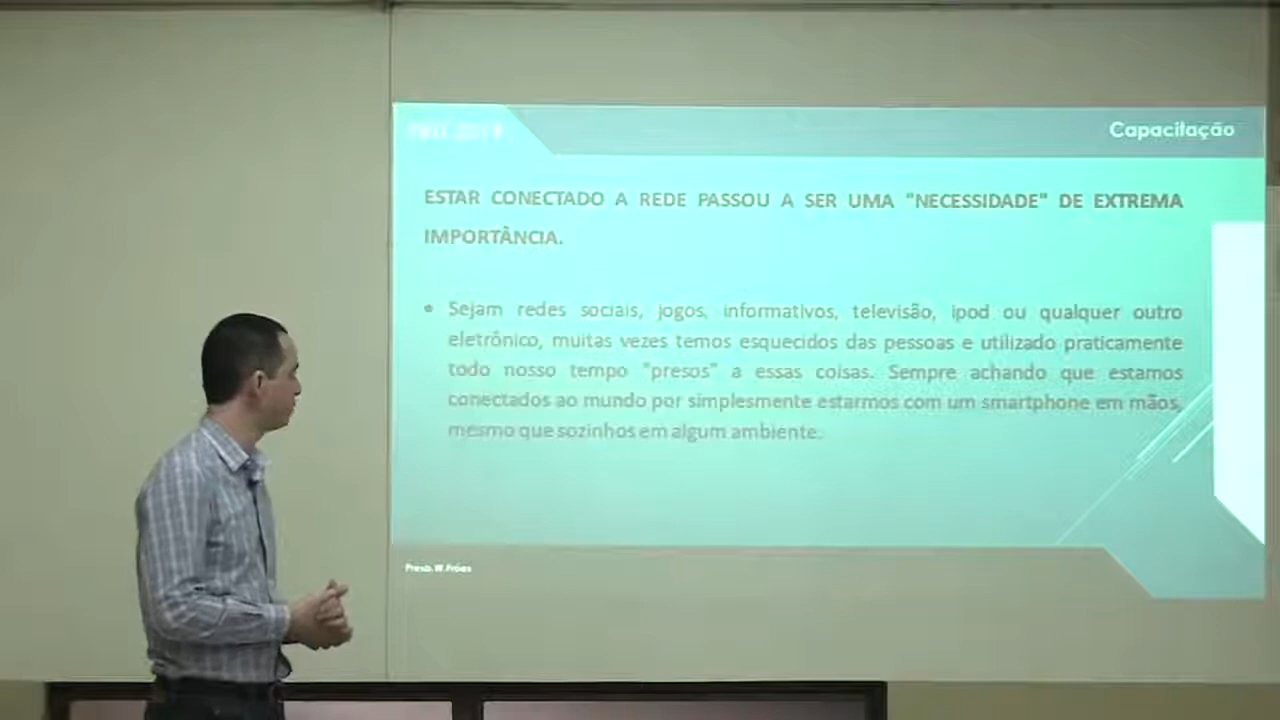 Capacitação
ESTAR CONECTADO A REDE PASSOU A SER UMA "NECESSIDADE" DE EXTREMA
IMPORTÂNCIA.
• Sejam redes sociais, jogos, informativos, televisão, ipod ou qualquer outro
eletrônico, muitas vezes temos esquecidos das pessoas e utilizado praticamente
todo nosso tempo "presos" a essas coisas. Sempre achando que estamos
conectados ao mundo por simplesmente estarmos com um smartphone em mãos,
mesmo que sozinhos em algum ambiente.
Presb. W. Fróes